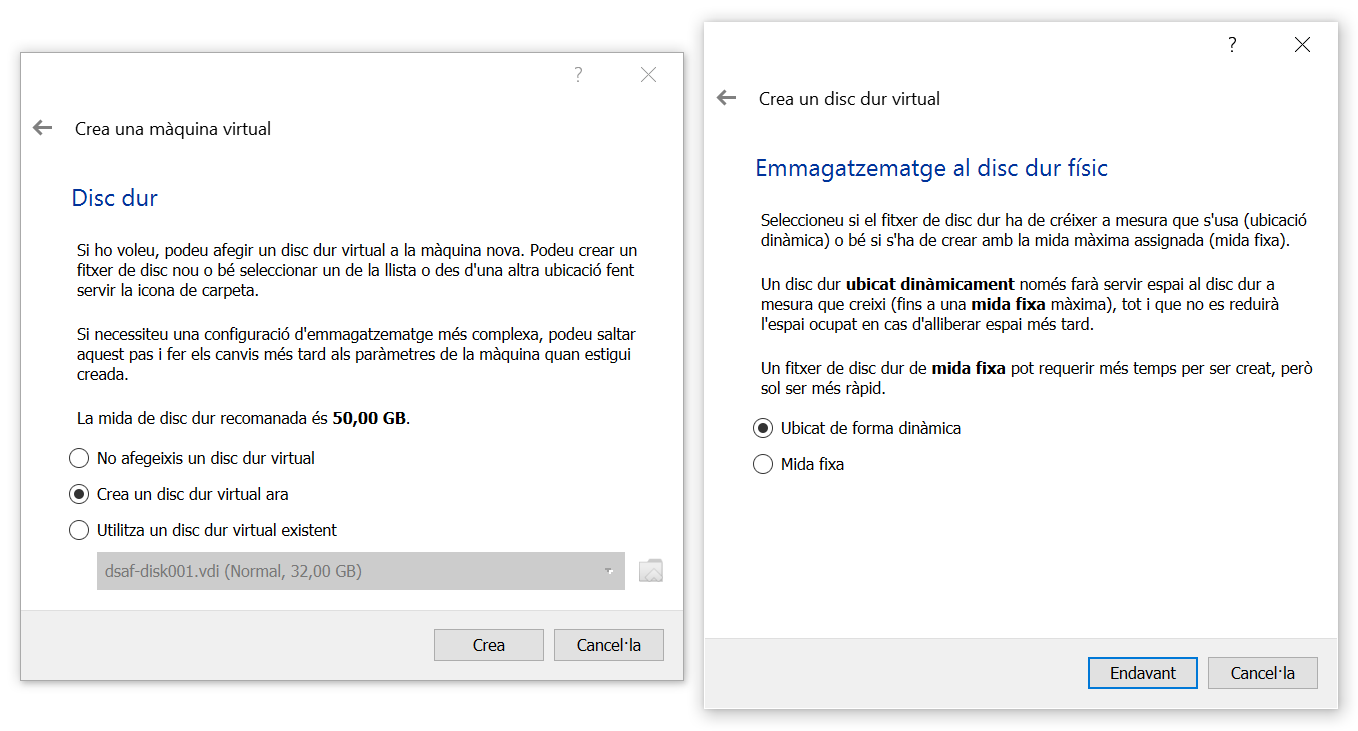 ?
Crea una màquina virtual
Disc dur
Si ho voleu, podeu afegir un disc dur virtual a la màquina nova. Podeu crear un
fitxer de disc nou o bé seleccionar un de la llista o des d'una altra ubicació fent
servir la icona de carpeta.
Si necessiteu una configuració d'emmagatzematge més complexa, podeu saltar
aquest pas i fer els canvis més tard als paràmetres de la màquina quan estigui
creada.
La mida de disc dur recomanada és 50,00 GB.
No afegeixis un disc dur virtual
Crea un disc dur virtual ara
Utilitza un disc dur virtual existent
dsaf-disk001.vdi (Normal, 32,00 GB)
Crea
Cancel·la
?
Crea un disc dur virtual
Emmagatzematge al disc dur físic
Seleccioneu si el fitxer de disc dur ha de créixer a mesura que s'usa (ubicació
dinàmica) o bé si s'ha de crear amb la mida màxima assignada (mida fixa).
Un disc dur ubicat dinàmicament només farà servir espai al disc dur a
mesura que creixi (fins a una mida fixa màxima), tot i que no es reduirà
l'espai ocupat en cas d'alliberar espai més tard.
Un fitxer de disc dur de mida fixa pot requerir més temps per ser creat, però
sol ser més ràpid.
Ubicat de forma dinàmica
Mida fixa
Endavant
Cancel·la